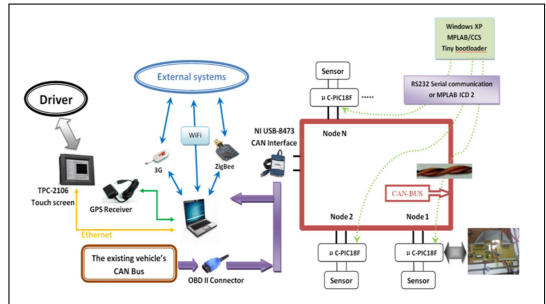 Windows XP
MPLAB/CCS
Tiny bootloader
External systems
Sensor
RS232 Serial communication
or MPLAB ICD 2
Driver
μ C-PIC18F .....
WiFi
Node N
NI USB-8473
CAN Interface
3G
ZigBee
TPC-2106
Touch screen
GPS Receiver
CAN-BUS
Ethernet
Node 2
Node 1
The existing vehicle's
CAN Bus
OBD II Connector
μ C-PIC18F
μ C-PIC18F
Sensor
Sensor